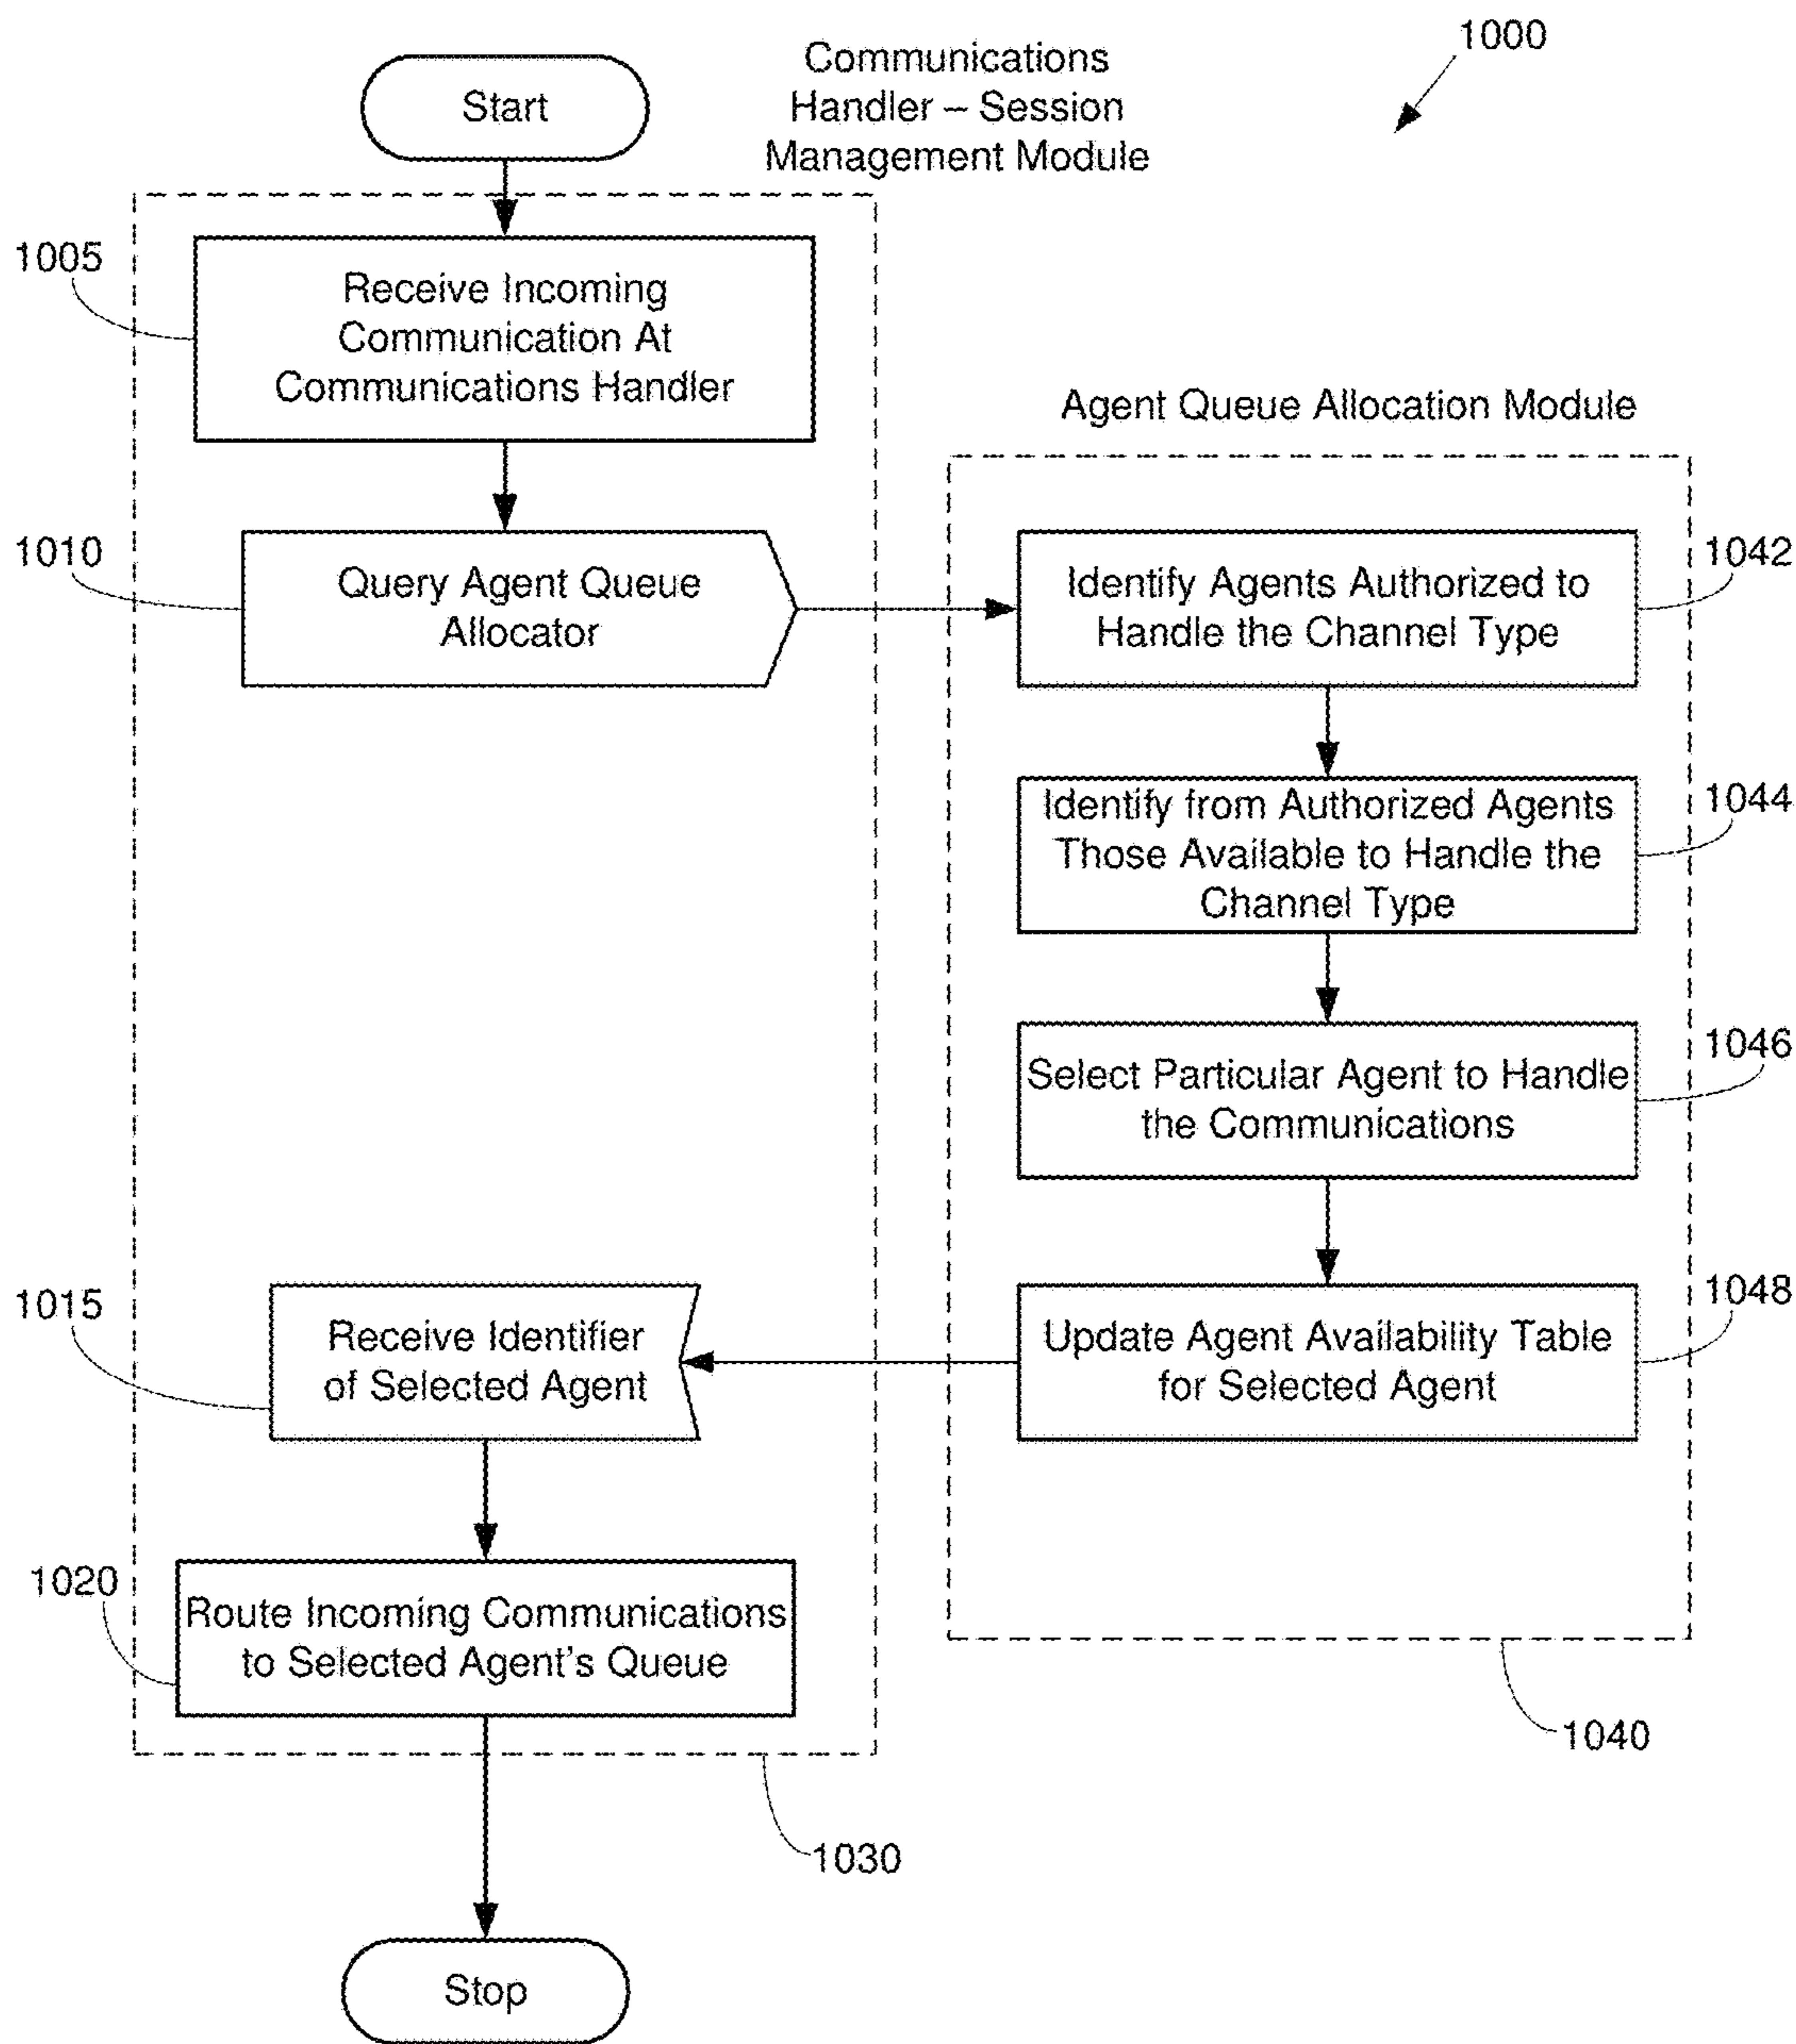 1000
Communications
Handler – Session
Management Module
Start
1005
Receive Incoming
Communication At
Communications Handler
Agent Queue Allocation Module
1010
Query Agent Queue
Allocator
1042
Identify Agents Authorized to
Handle the Channel Type
1044
Identify from Authorized Agents
Those Available to Handle the
Channel Type
1046
Select Particular Agent to Handle
the Communications
1048
Update Agent Availability Table
for Selected Agent
1015
Receive Identifier
of Selected Agent
1020
Route Incoming Communications
to Selected Agent's Queue
1040
1030
Stop